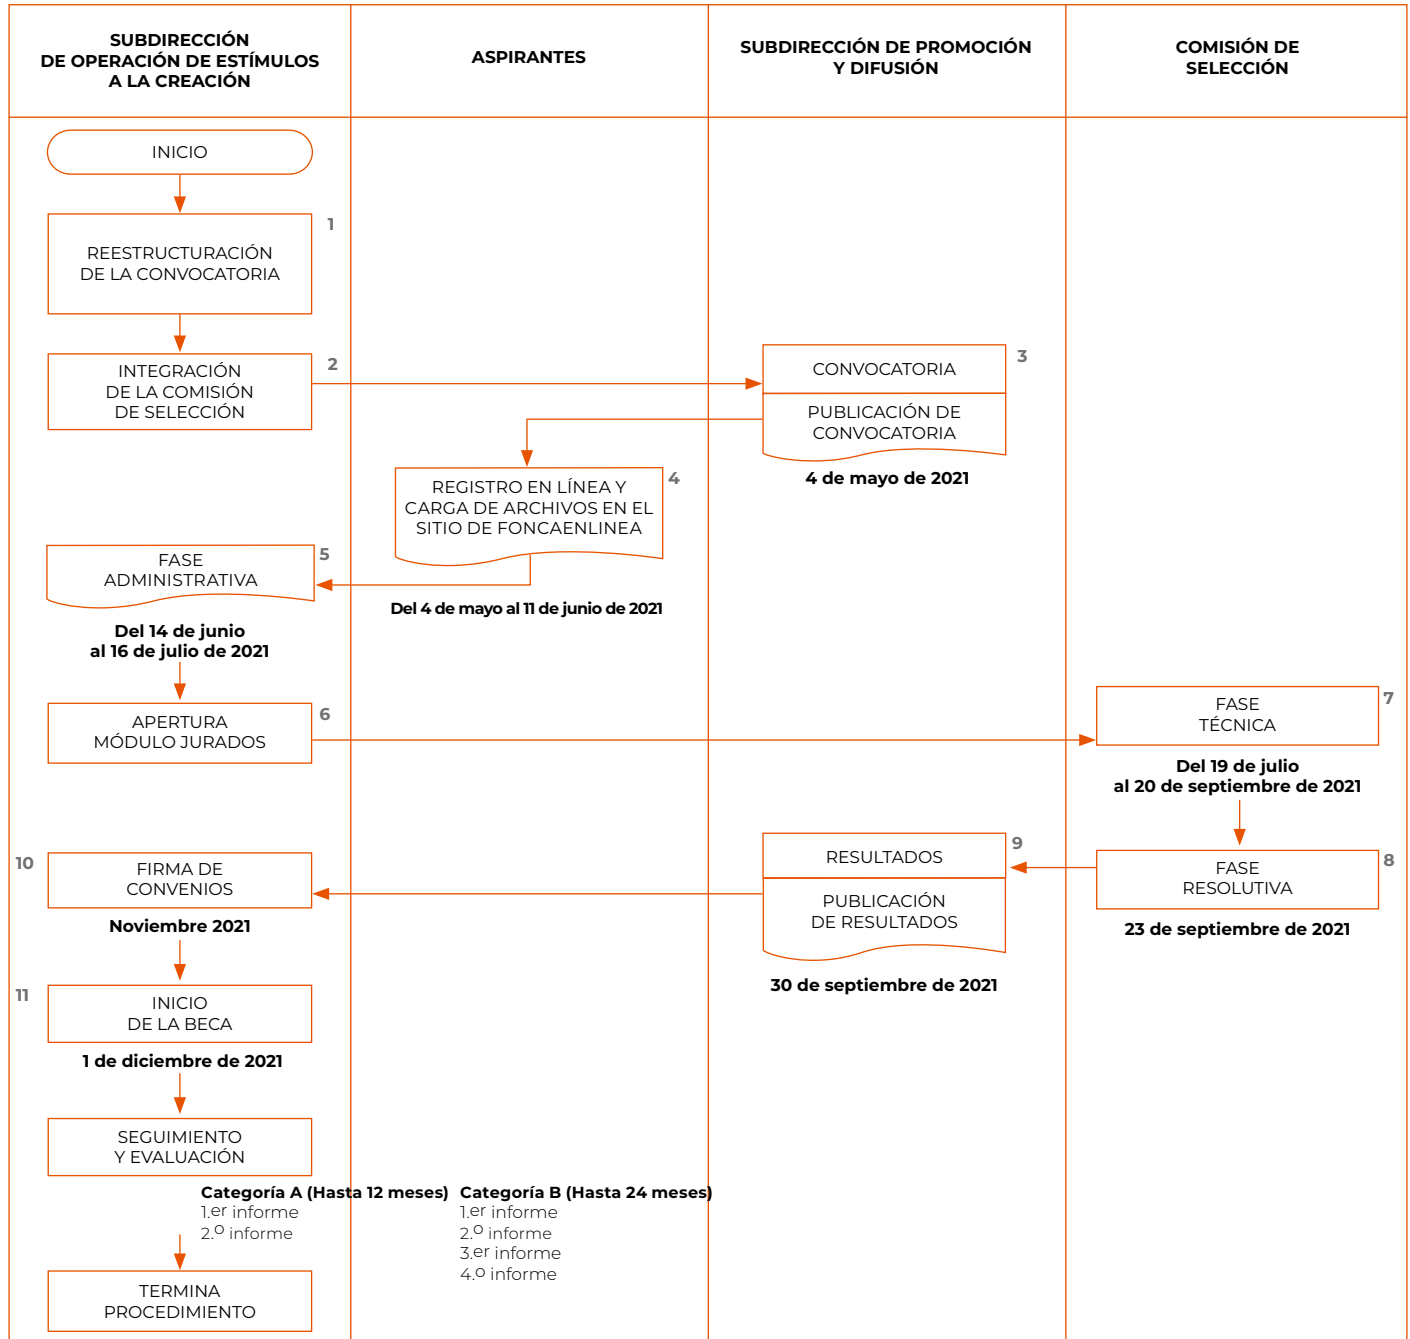 SUBDIRECCIÓN
DE OPERACIÓN DE ESTÍMULOS
A LA CREACIÓN
ASPIRANTES
SUBDIRECCIÓN DE PROMOCIÓN
Y DIFUSIÓN
COMISIÓN DE
SELECCIÓN
INICIO
1
REESTRUCTURACIÓN
DE LA CONVOCATORIA
2
INTEGRACIÓN
DE LA COMISIÓN
DE SELECCIÓN
3
CONVOCATORIA
PUBLICACIÓN DE
CONVOCATORIA
4 de mayo de 2021
4
REGISTRO EN LÍNEA Y
CARGA DE ARCHIVOS EN EL
SITIO DE FONCAENLINEA
Del 4 de mayo al 11 de junio de 2021
5
FASE
ADMINISTRATIVA
Del 14 de junio
al 16 de julio de 2021
6
APERTURA
MÓDULO JURADOS
7
FASE
TÉCNICA
Del 19 de julio
al 20 de septiembre de 2021
8
FASE
RESOLUTIVA
23 de septiembre de 2021
9
RESULTADOS
PUBLICACIÓN
DE RESULTADOS
30 de septiembre de 2021
10
FIRMA DE
CONVENIOS
Noviembre 2021
11
INICIO
DE LA BECA
1 de diciembre de 2021
SEGUIMIENTO
Y EVALUACIÓN
Categoría A (Hasta 12 meses)
1.er informe
2.o informe
Categoría B (Hasta 24 meses)
1.er informe
2.o informe
3.er informe
4.o informe
TERMINA
PROCEDIMIENTO